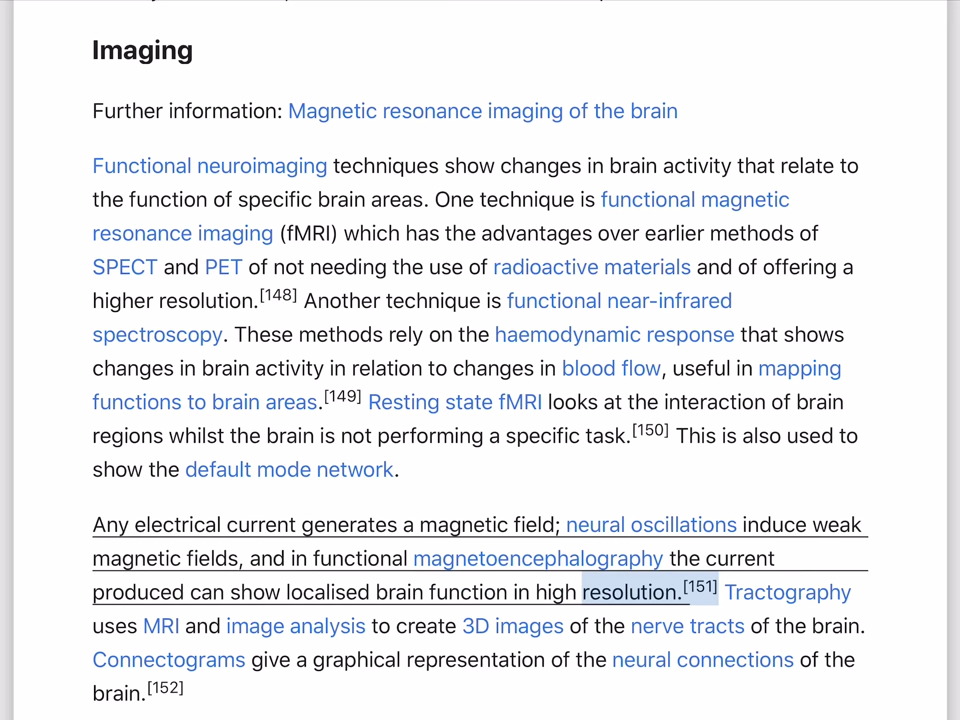 Imaging
Further information: Magnetic resonance imaging of the brain
Functional neuroimaging techniques show changes in brain activity that relate to
the function of specific brain areas. One technique is functional magnetic
resonance imaging (fMRI) which has the advantages over earlier methods of
SPECT and PET of not needing the use of radioactive materials and of offering a
higher resolution.[148] Another technique is functional near-infrared
spectroscopy. These methods rely on the haemodynamic response that shows
changes in brain activity in relation to changes in blood flow, useful in mapping
functions to brain areas.[149] Resting state fMRI looks at the interaction of brain
regions whilst the brain is not performing a specific task.[150] This is also used to
show the default mode network.
Any electrical current generates a magnetic field; neural oscillations induce weak
magnetic fields, and in functional magnetoencephalography the current
produced can show localised brain function in high resolution.[151] Tractography
uses MRI and image analysis to create 3D images of the nerve tracts of the brain.
Connectograms give a graphical representation of the neural connections of the
brain.[152]